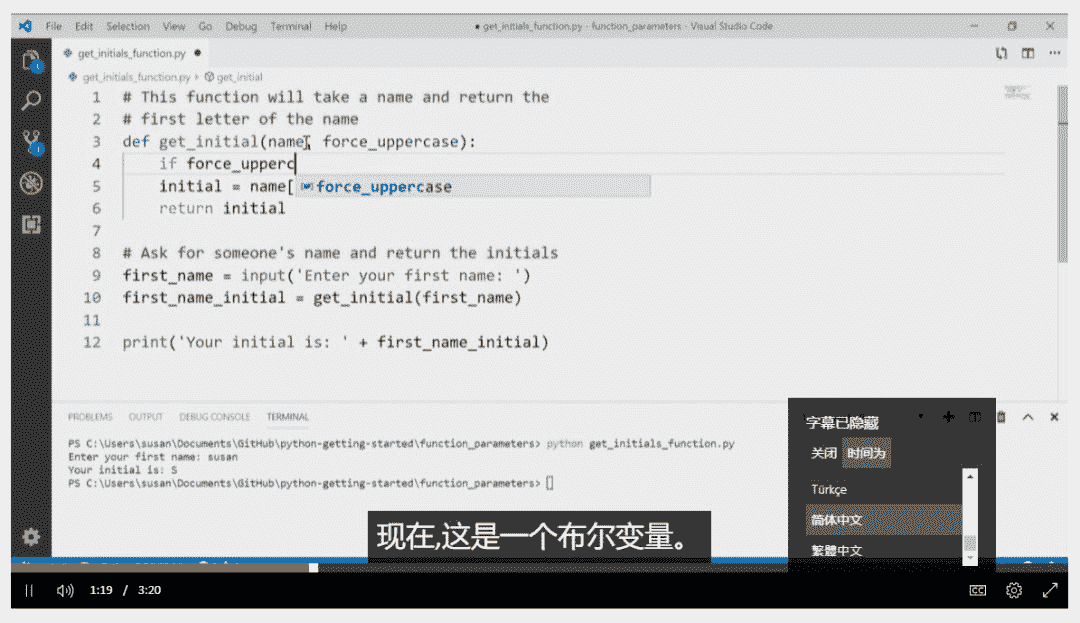 File Edit Selection View Go Debug Terminal Help
● get_initials_function.py - function_parameters - Visual Studio Code
get_initials_function.py ●
get_initials_function.py › get_initial
1 # This function will take a name and return the
2 # first letter of the name
3 def get_initial(name, force_uppercase):
4 if force_upperc
5 initial = name[
force_uppercase
6 return initial
7
8 # Ask for someone's name and return the initials
9 first_name = input('Enter your first name: ')
10 first_name_initial = get_initial(first_name)
11
12 print('Your initial is: ' + first_name_initial)
PROBLEMS OUTPUT DEBUG CONSOLE TERMINAL
PS C:\Users\susan\Documents\GitHub\python-getting-started\function_parameters> python get_initials_function.py
Enter your first name: susan
Your initial is: S
PS C:\Users\susan\Documents\GitHub\python-getting-started\function_parameters>
字幕已隐藏
关闭 时间为
Türkçe
简体中文
繁體中文
现在,这是一个布尔变量。
1:19 / 3:20
CC